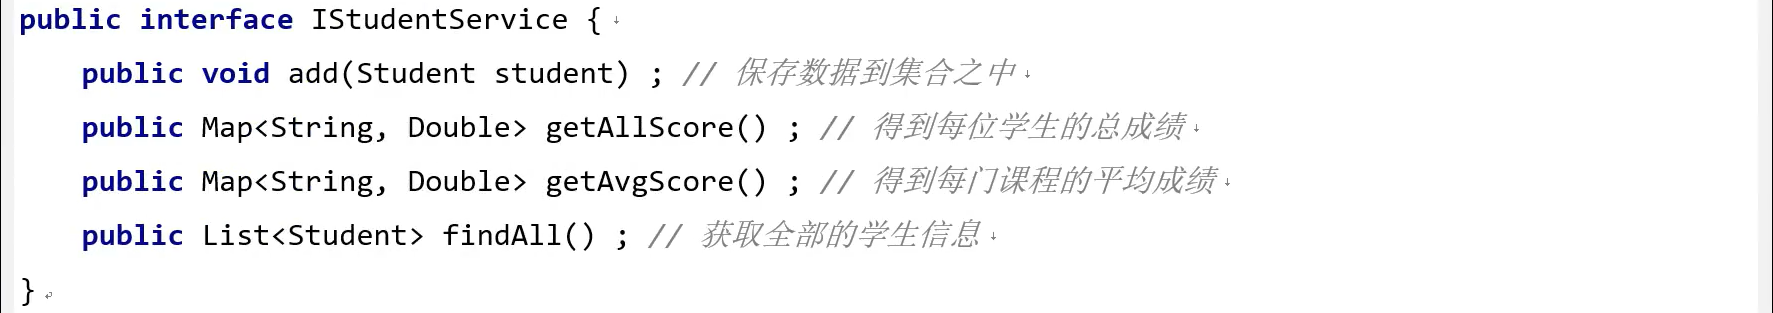 public interface IStudentService {
public void add(Student student) ; // 保存数据到集合之中
public Map<String, Double> getAllScore() ; // 得到每位学生的总成绩
public Map<String, Double> getAvgScore() ; // 得到每门课程的平均成绩
public List<Student> findAll() ; // 获取全部的学生信息
}